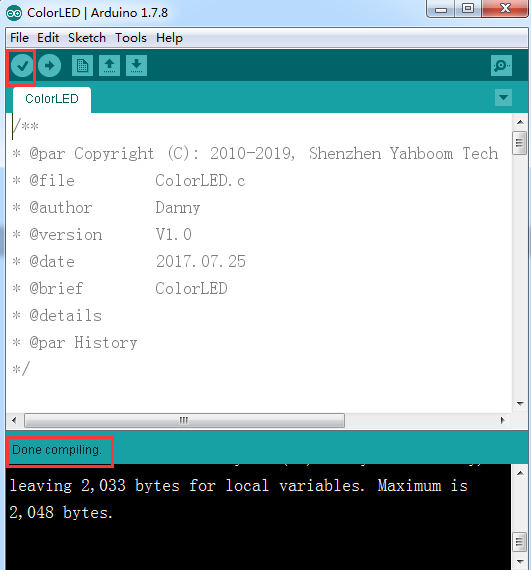 ColorLED | Arduino 1.7.8
File Edit Sketch Tools Help
ColorLED
/**
* @par Copyright (C): 2010-2019, Shenzhen Yahboom Tech
* @file ColorLED.c
* @author Danny
* @version V1.0
* @date 2017.07.25
* @brief ColorLED
* @details
* @par History
*/
Done compiling.
leaving 2,033 bytes for local variables. Maximum is
2,048 bytes.